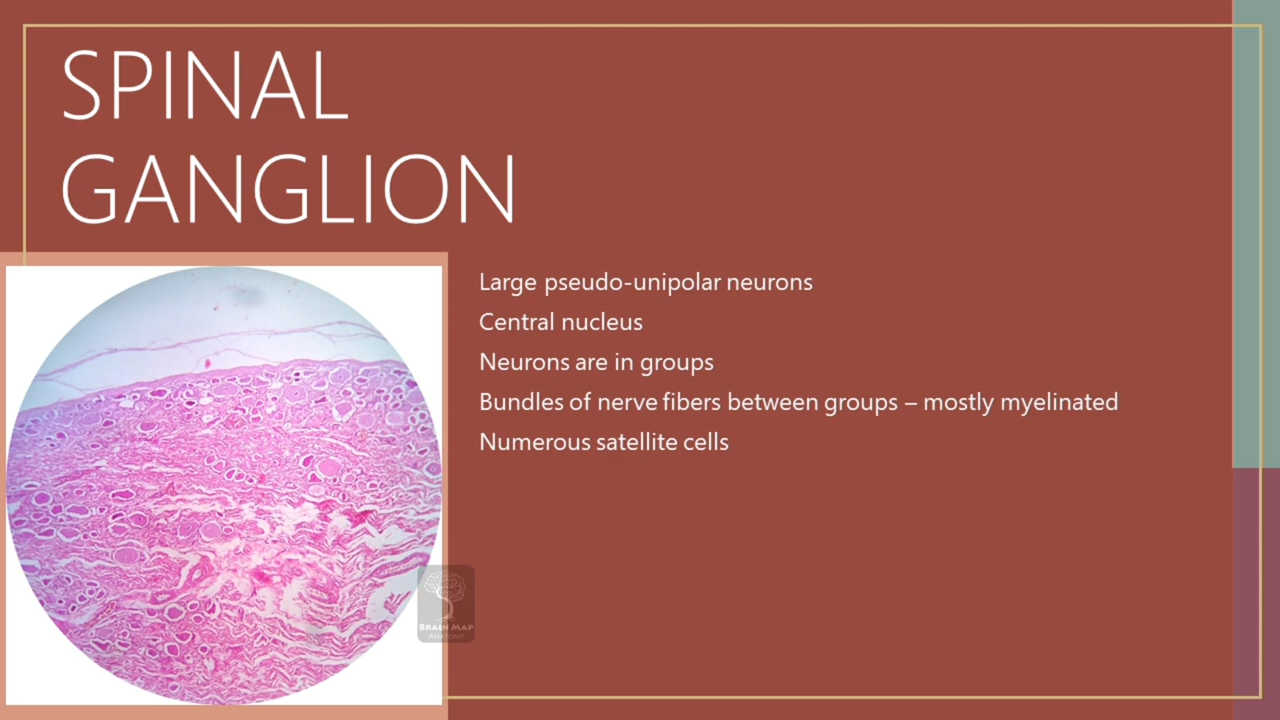 SPINAL
GANGLION
Large pseudo-unipolar neurons
Central nucleus
Neurons are in groups
Bundles of nerve fibers between groups – mostly myelinated
Numerous satellite cells
BRAIN MAP
ANATOMY